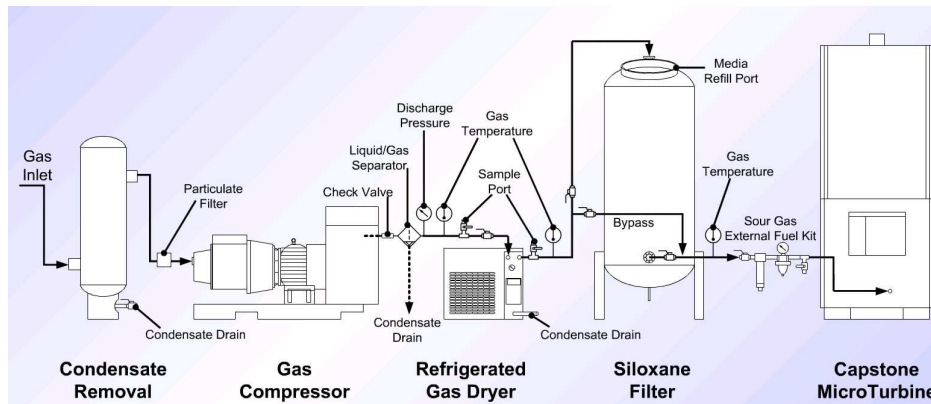 Gas
Inlet
Particulate
Filter
Condensate Drain
Check Valve
Liquid/Gas
Separator
Discharge
Pressure
Gas
Temperature
Sample
Port
Condensate
Drain
Condensate Drain
Media
Refill Port
Bypass
Gas
Temperature
Sour Gas
External Fuel Kit
Condensate
Removal
Gas
Compressor
Refrigerated
Gas Dryer
Siloxane
Filter
Capstone
MicroTurbine